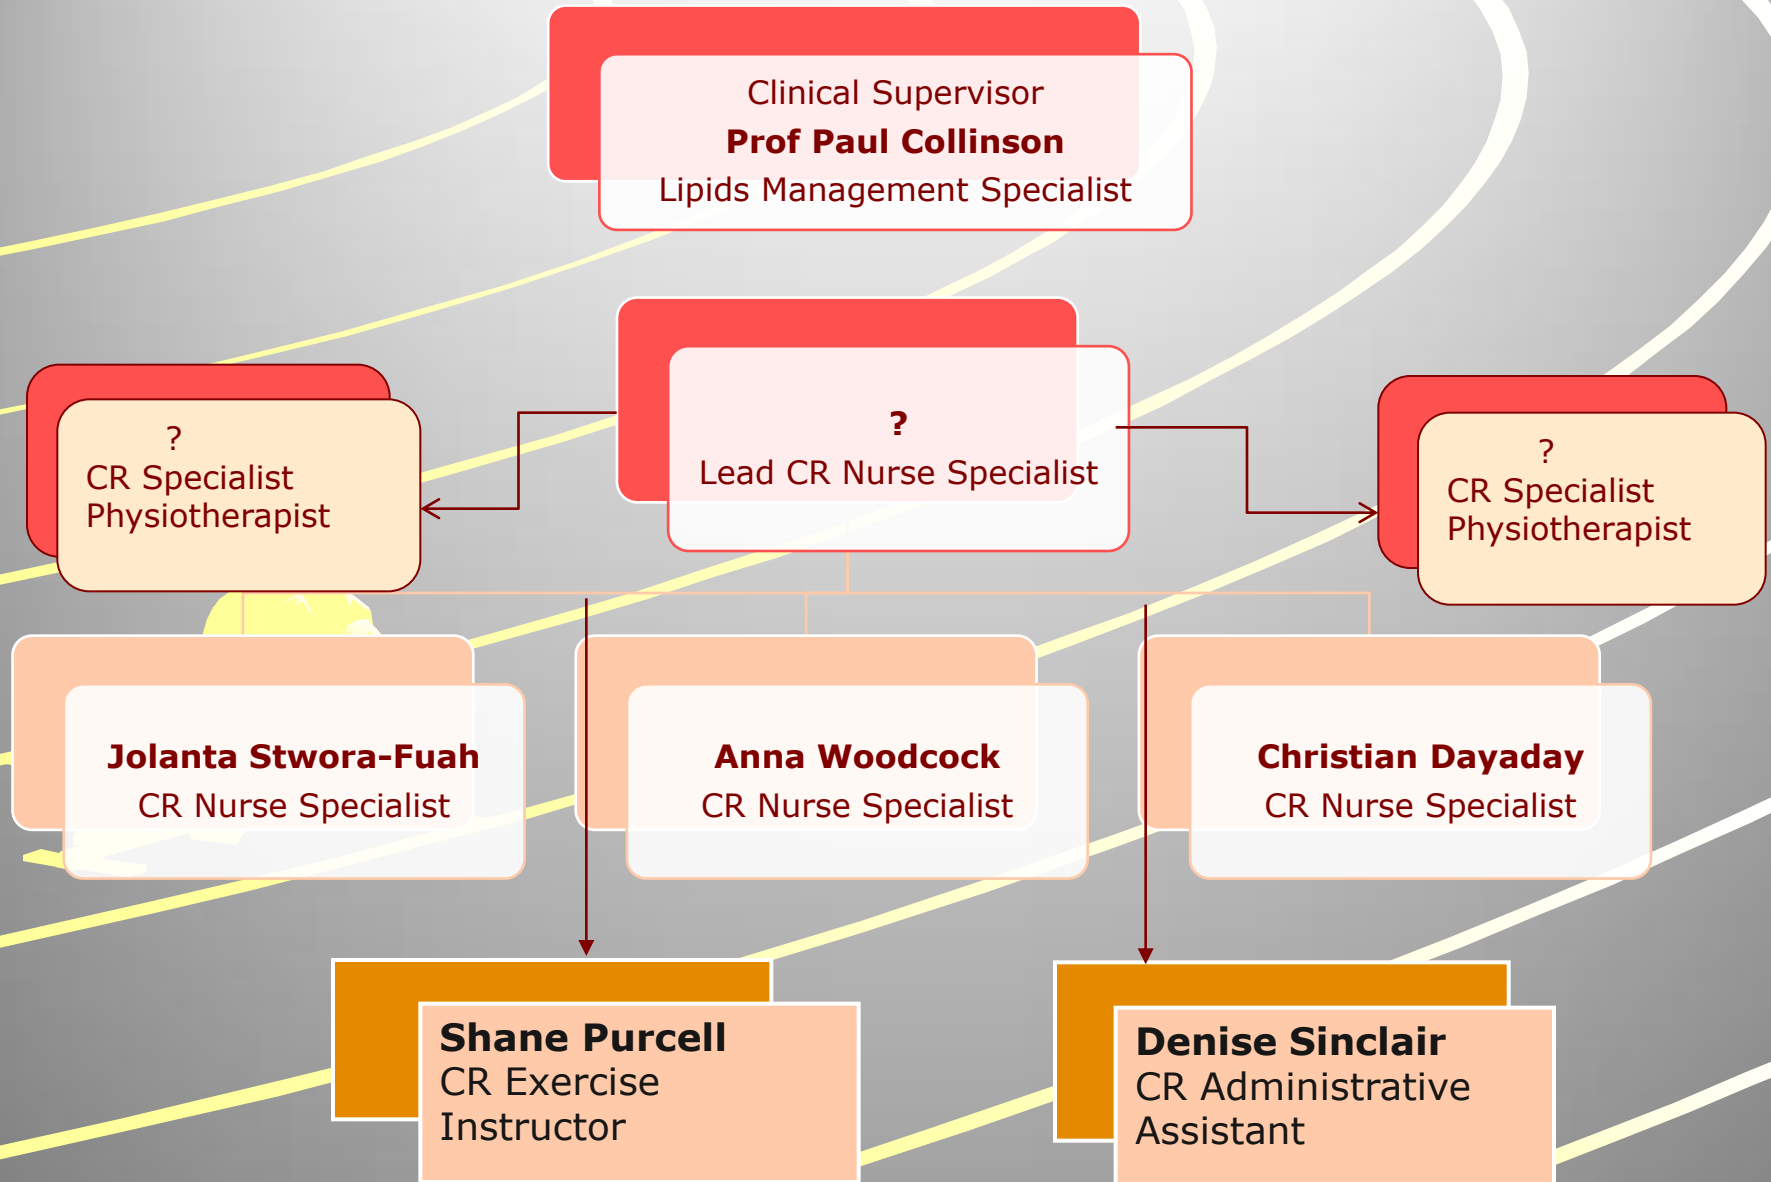 Clinical Supervisor
Prof Paul Collinson
Lipids Management Specialist
?
Lead CR Nurse Specialist
?
CR Specialist
Physiotherapist
?
CR Specialist
Physiotherapist
Jolanta Stwora-Fuah
CR Nurse Specialist
Anna Woodcock
CR Nurse Specialist
Christian Dayaday
CR Nurse Specialist
Shane Purcell
CR Exercise
Instructor
Denise Sinclair
CR Administrative
Assistant